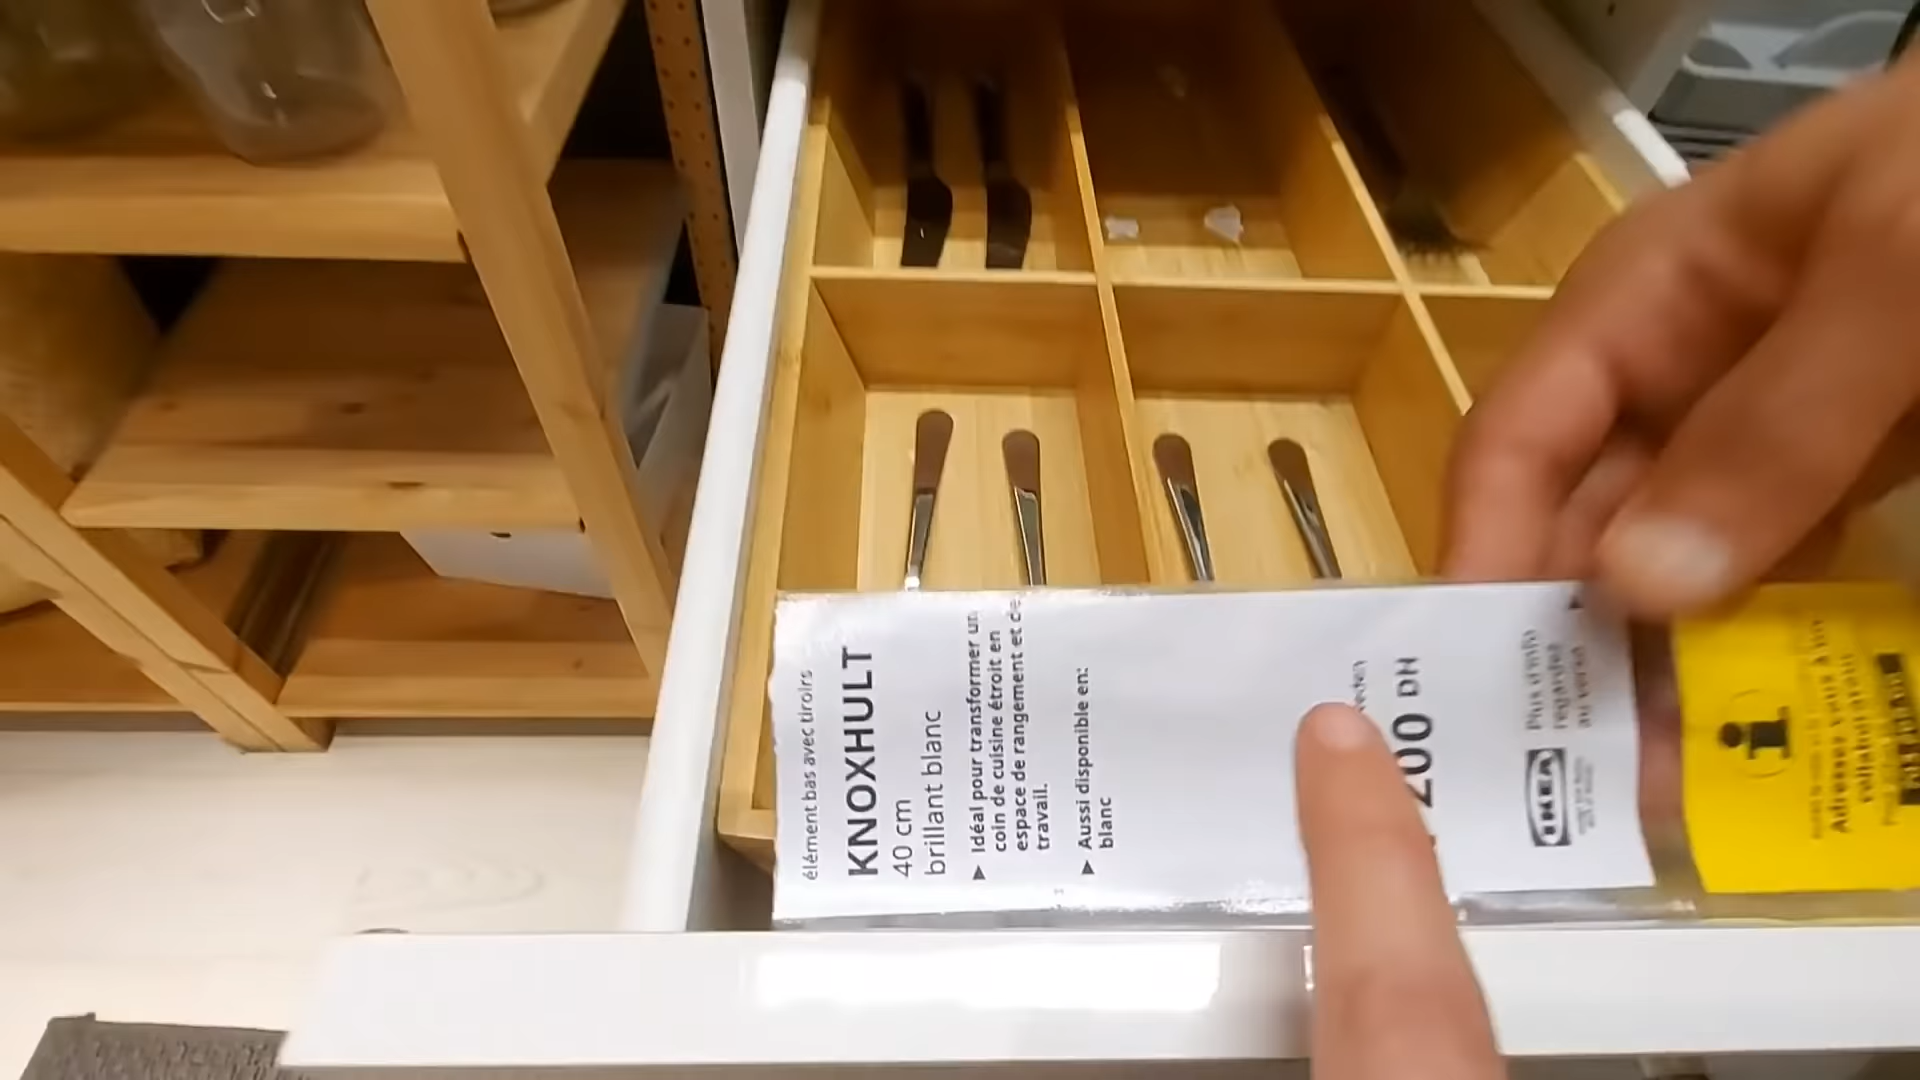 élément bas avec tiroirs
KNOXHULT
40 cm
brillant blanc
▶ Idéal pour transformer un
coin de cuisine étroit en
espace de rangement et de
travail.
▶ Aussi disponible en:
blanc
200 DH
Plus d'info
regardez
au verso
IKEA
Adressez-vous à un